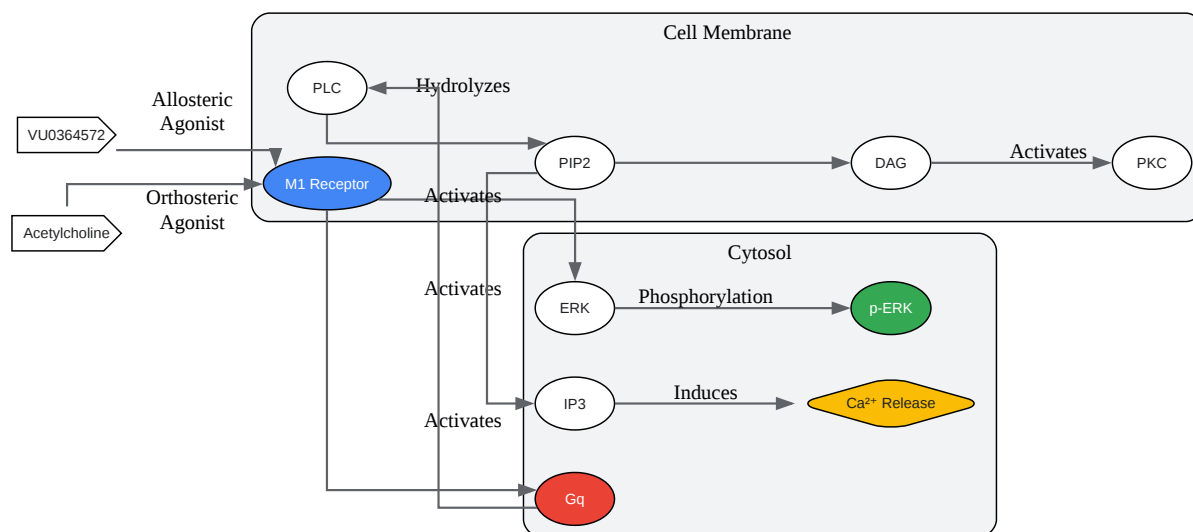 Cell Membrane
PLC
Hydrolyzes
Allosteric
Agonist
VU0364572
PIP2
DAG
Activates
PKC
M1 Receptor
Activates
Orthosteric
Agonist
Acetylcholine
Cytosol
Activates
ERK
Phosphorylation
p-ERK
IP3
Induces
Ca²⁺ Release
Activates
Gq